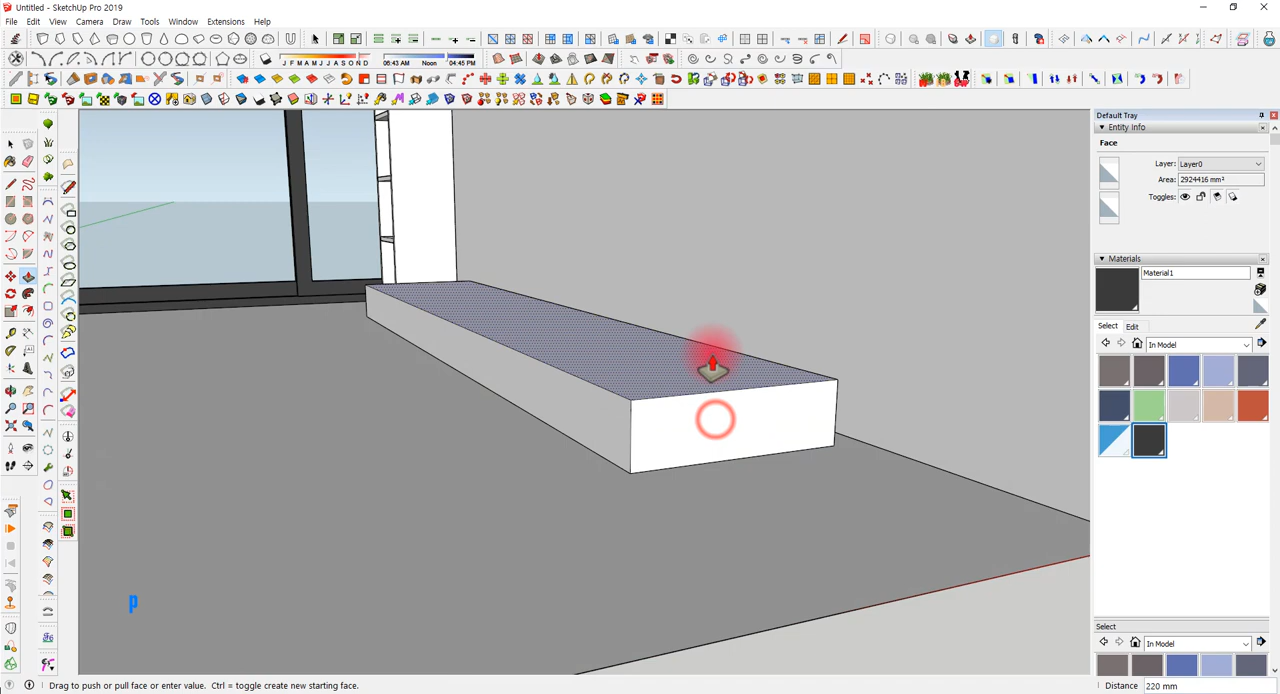 Untitled - SketchUp Pro 2019
File Edit View Camera Draw Tools Window Extensions Help
J F M A M J J A S O N D 06:43 AM Noon 04:45 PM
Default Tray
Entity Info
Face
Layer: Layer0
Area: 2924416 mm²
Toggles:
Materials
Material1
Select Edit
In Model
p
Select
In Model
Drag to push or pull face or enter value. Ctrl = toggle create new starting face.
Distance 220 mm